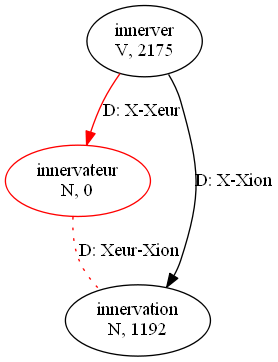 innerver
V, 2175
D: X-Xeur
innervateur
N, 0
D: X-Xion
D: Xeur-Xion
innervation
N, 1192